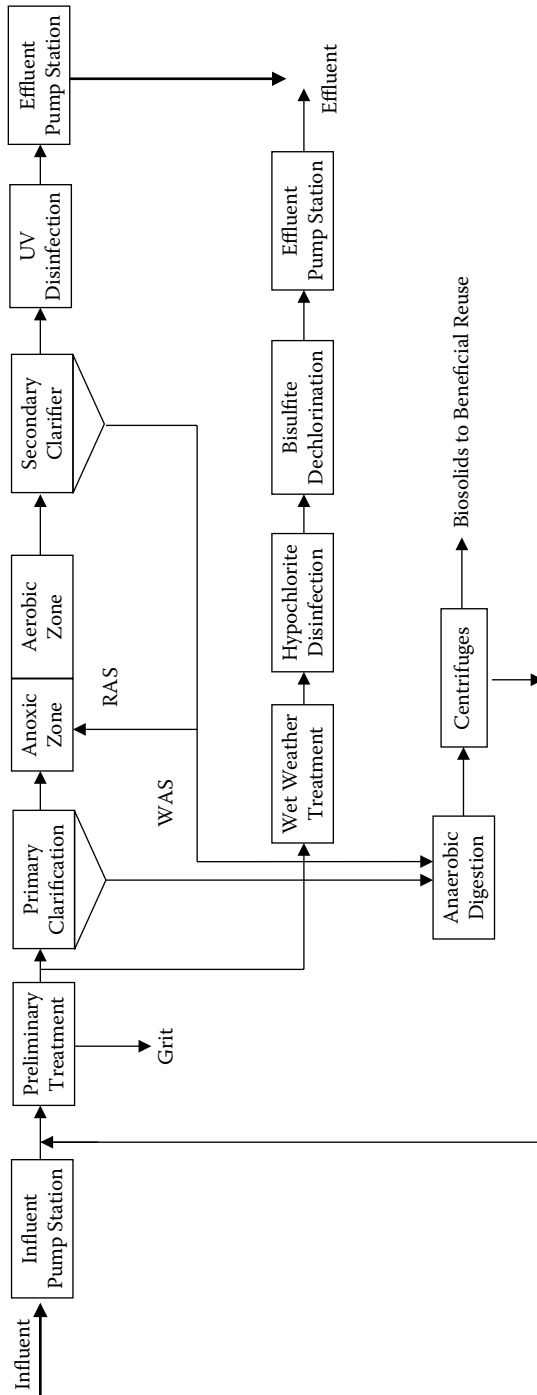 Influent
Influent
Pump Station
Preliminary
Treatment
Grit
Primary
Clarification
Anoxic
Zone
Aerobic
Zone
Secondary
Clarifier
UV
Disinfection
Effluent
Pump Station
RAS
WAS
Wet Weather
Treatment
Hypochlorite
Disinfection
Bisulfite
Dechlorination
Effluent
Pump Station
Effluent
Anaerobic
Digestion
Centrifuges
Biosolids to Beneficial Reuse